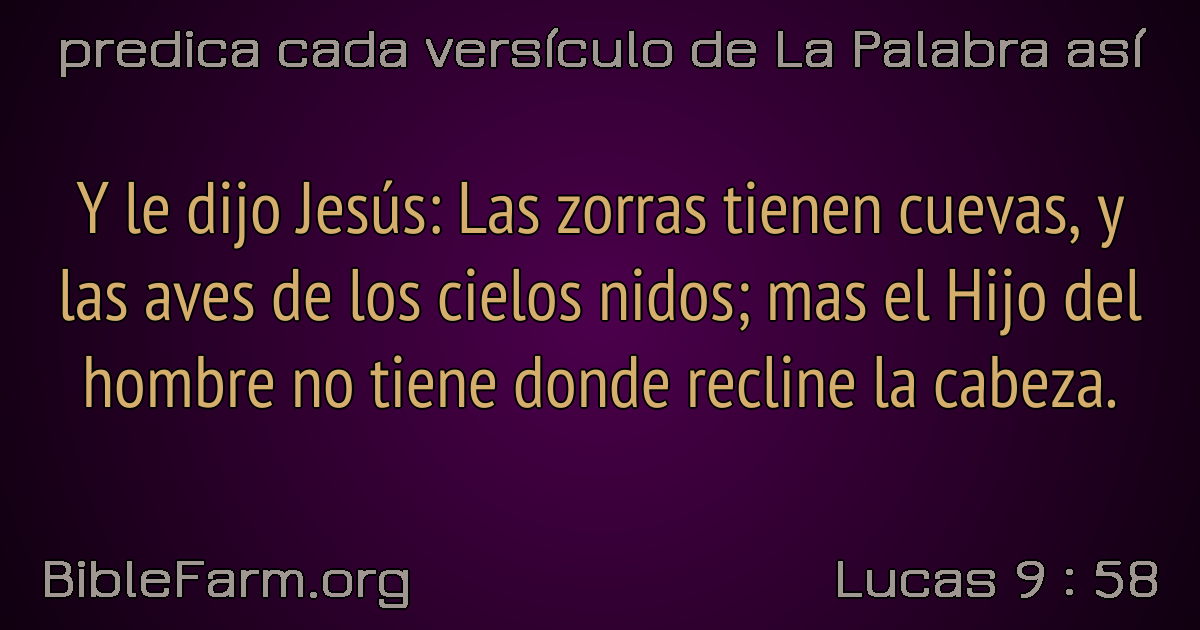 predica cada versículo de La Palabra así
Y le dijo Jesús: Las zorras tienen cuevas, y
las aves de los cielos nidos; mas el Hijo del
hombre no tiene donde recline la cabeza.
BibleFarm.org
Lucas 9 : 58